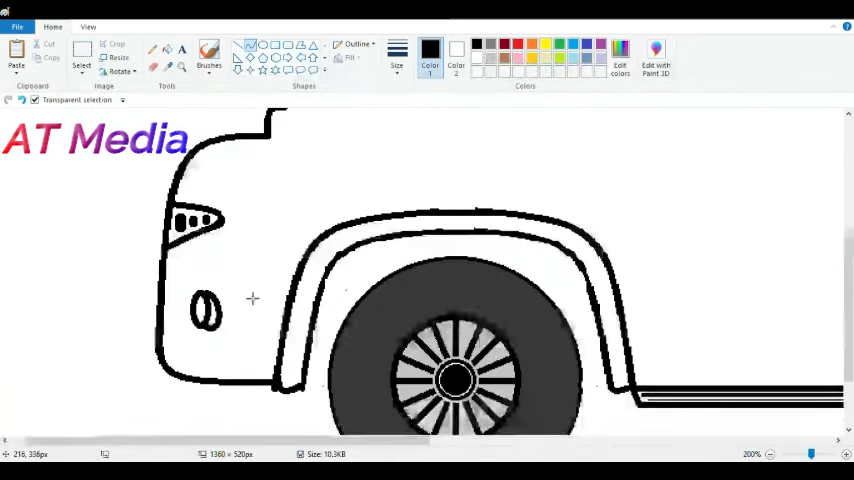 File Home View
Paste Cut Copy Select Crop Resize Rotate Brushes Outline Fill Size Color 1 Color 2 Edit colors Edit with Paint 3D
Clipboard Image Tools Shapes Colors
Transparent selection
AT Media
216, 336px 1360 × 520px Size: 10.3KB 200%